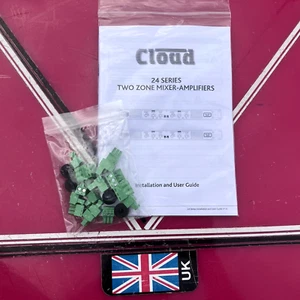 Cloud
24 SERIES
TWO ZONE MIXER-AMPLIFIERS
Installation and User Guide
UK